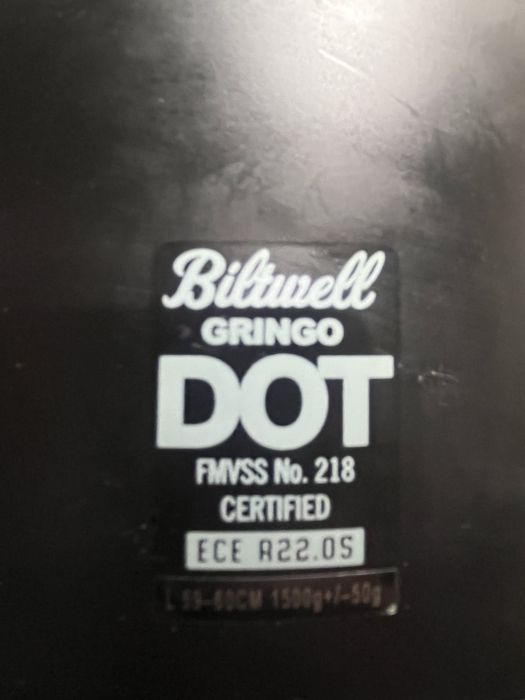 Biltwell
GRINGO
DOT
FMVSS No. 218
CERTIFIED
ECE R22.05
L 59-60CM 1500g+/-50g